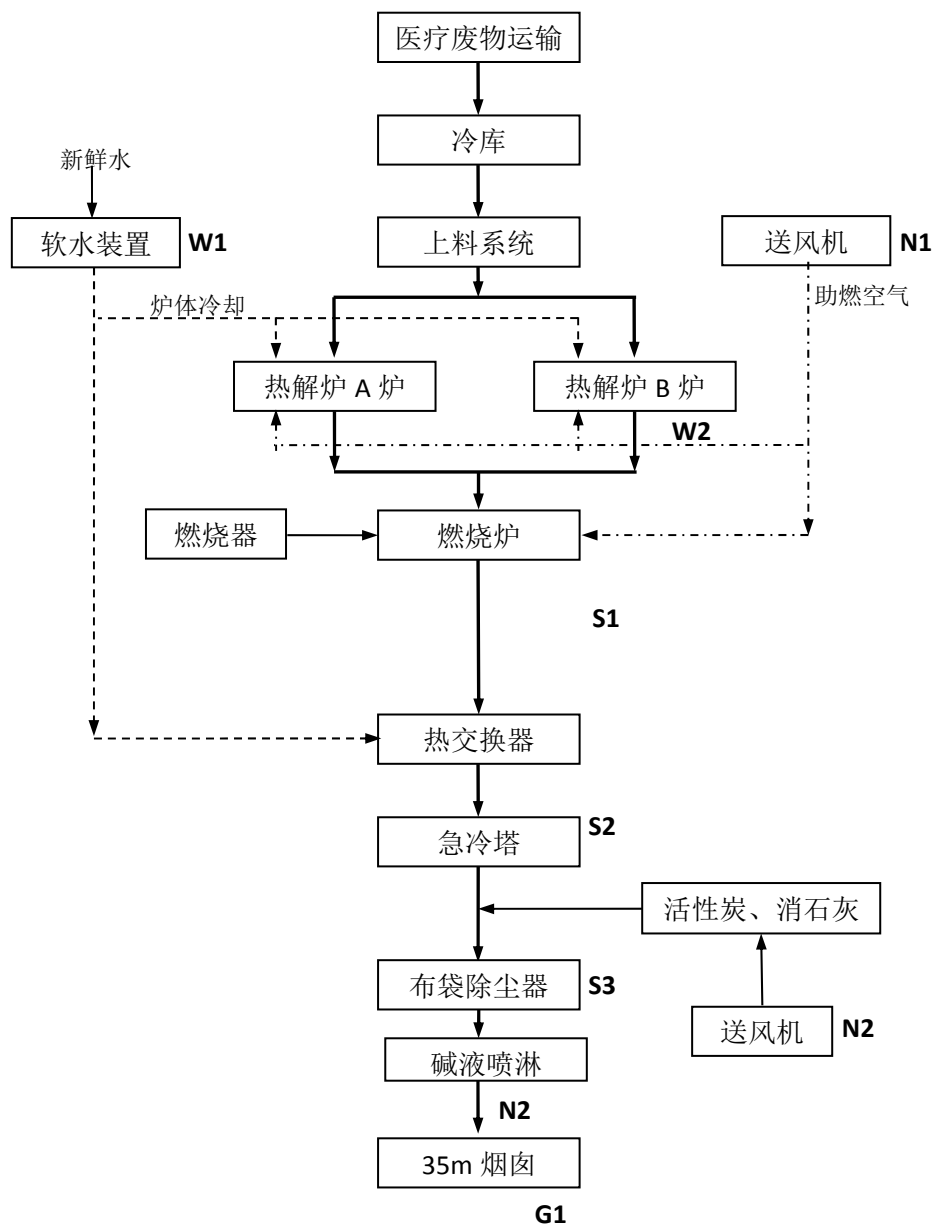 医疗废物运输
冷库
新鲜水
软水装置
W1
上料系统
送风机
N1
炉体冷却
助燃空气
热解炉 A 炉
热解炉 B 炉
W2
燃烧器
燃烧炉
S1
热交换器
急冷塔
S2
活性炭、消石灰
布袋除尘器
S3
送风机
N2
碱液喷淋
N2
35m 烟囱
G1